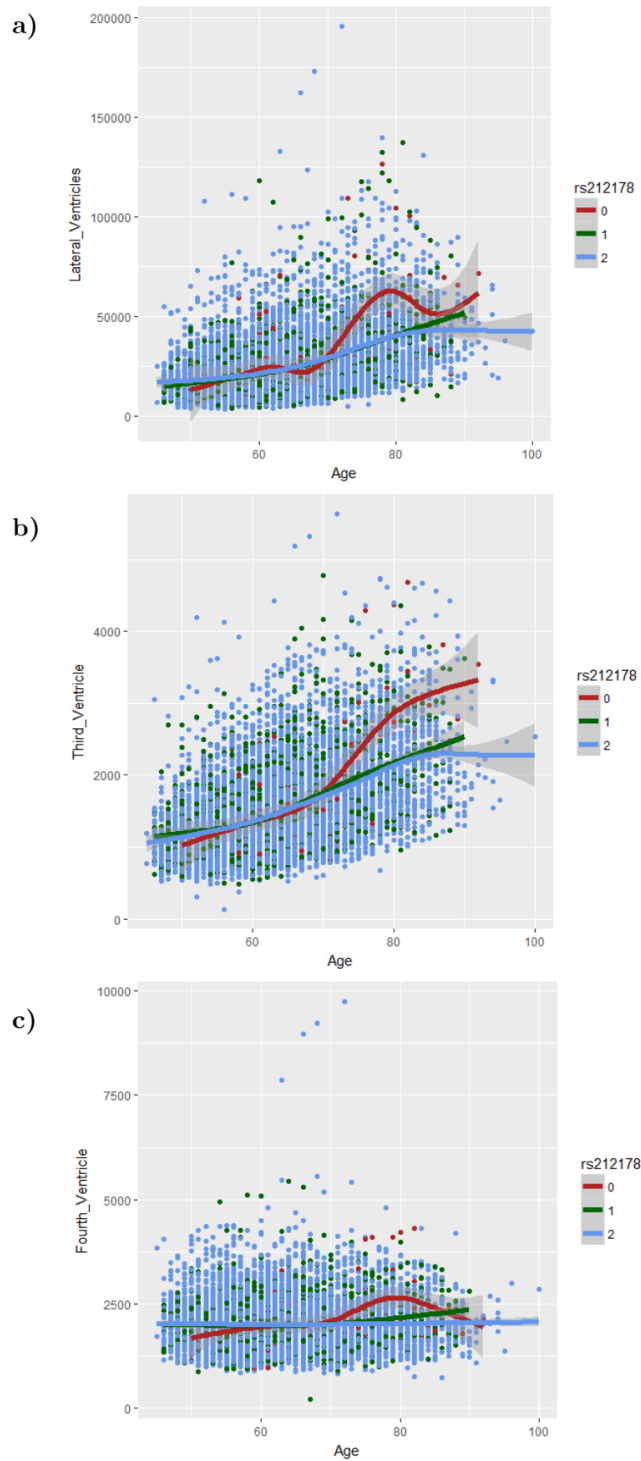 a)
200000
150000
100000
50000
0
Lateral_Ventricles
60 80 100
Age
rs212178
0
1
2
b)
4000
2000
0
Third_Ventricle
60 80 100
Age
rs212178
0
1
2
c)
10000
7500
5000
2500
0
Fourth_Ventricle
60 80 100
Age
rs212178
0
1
2